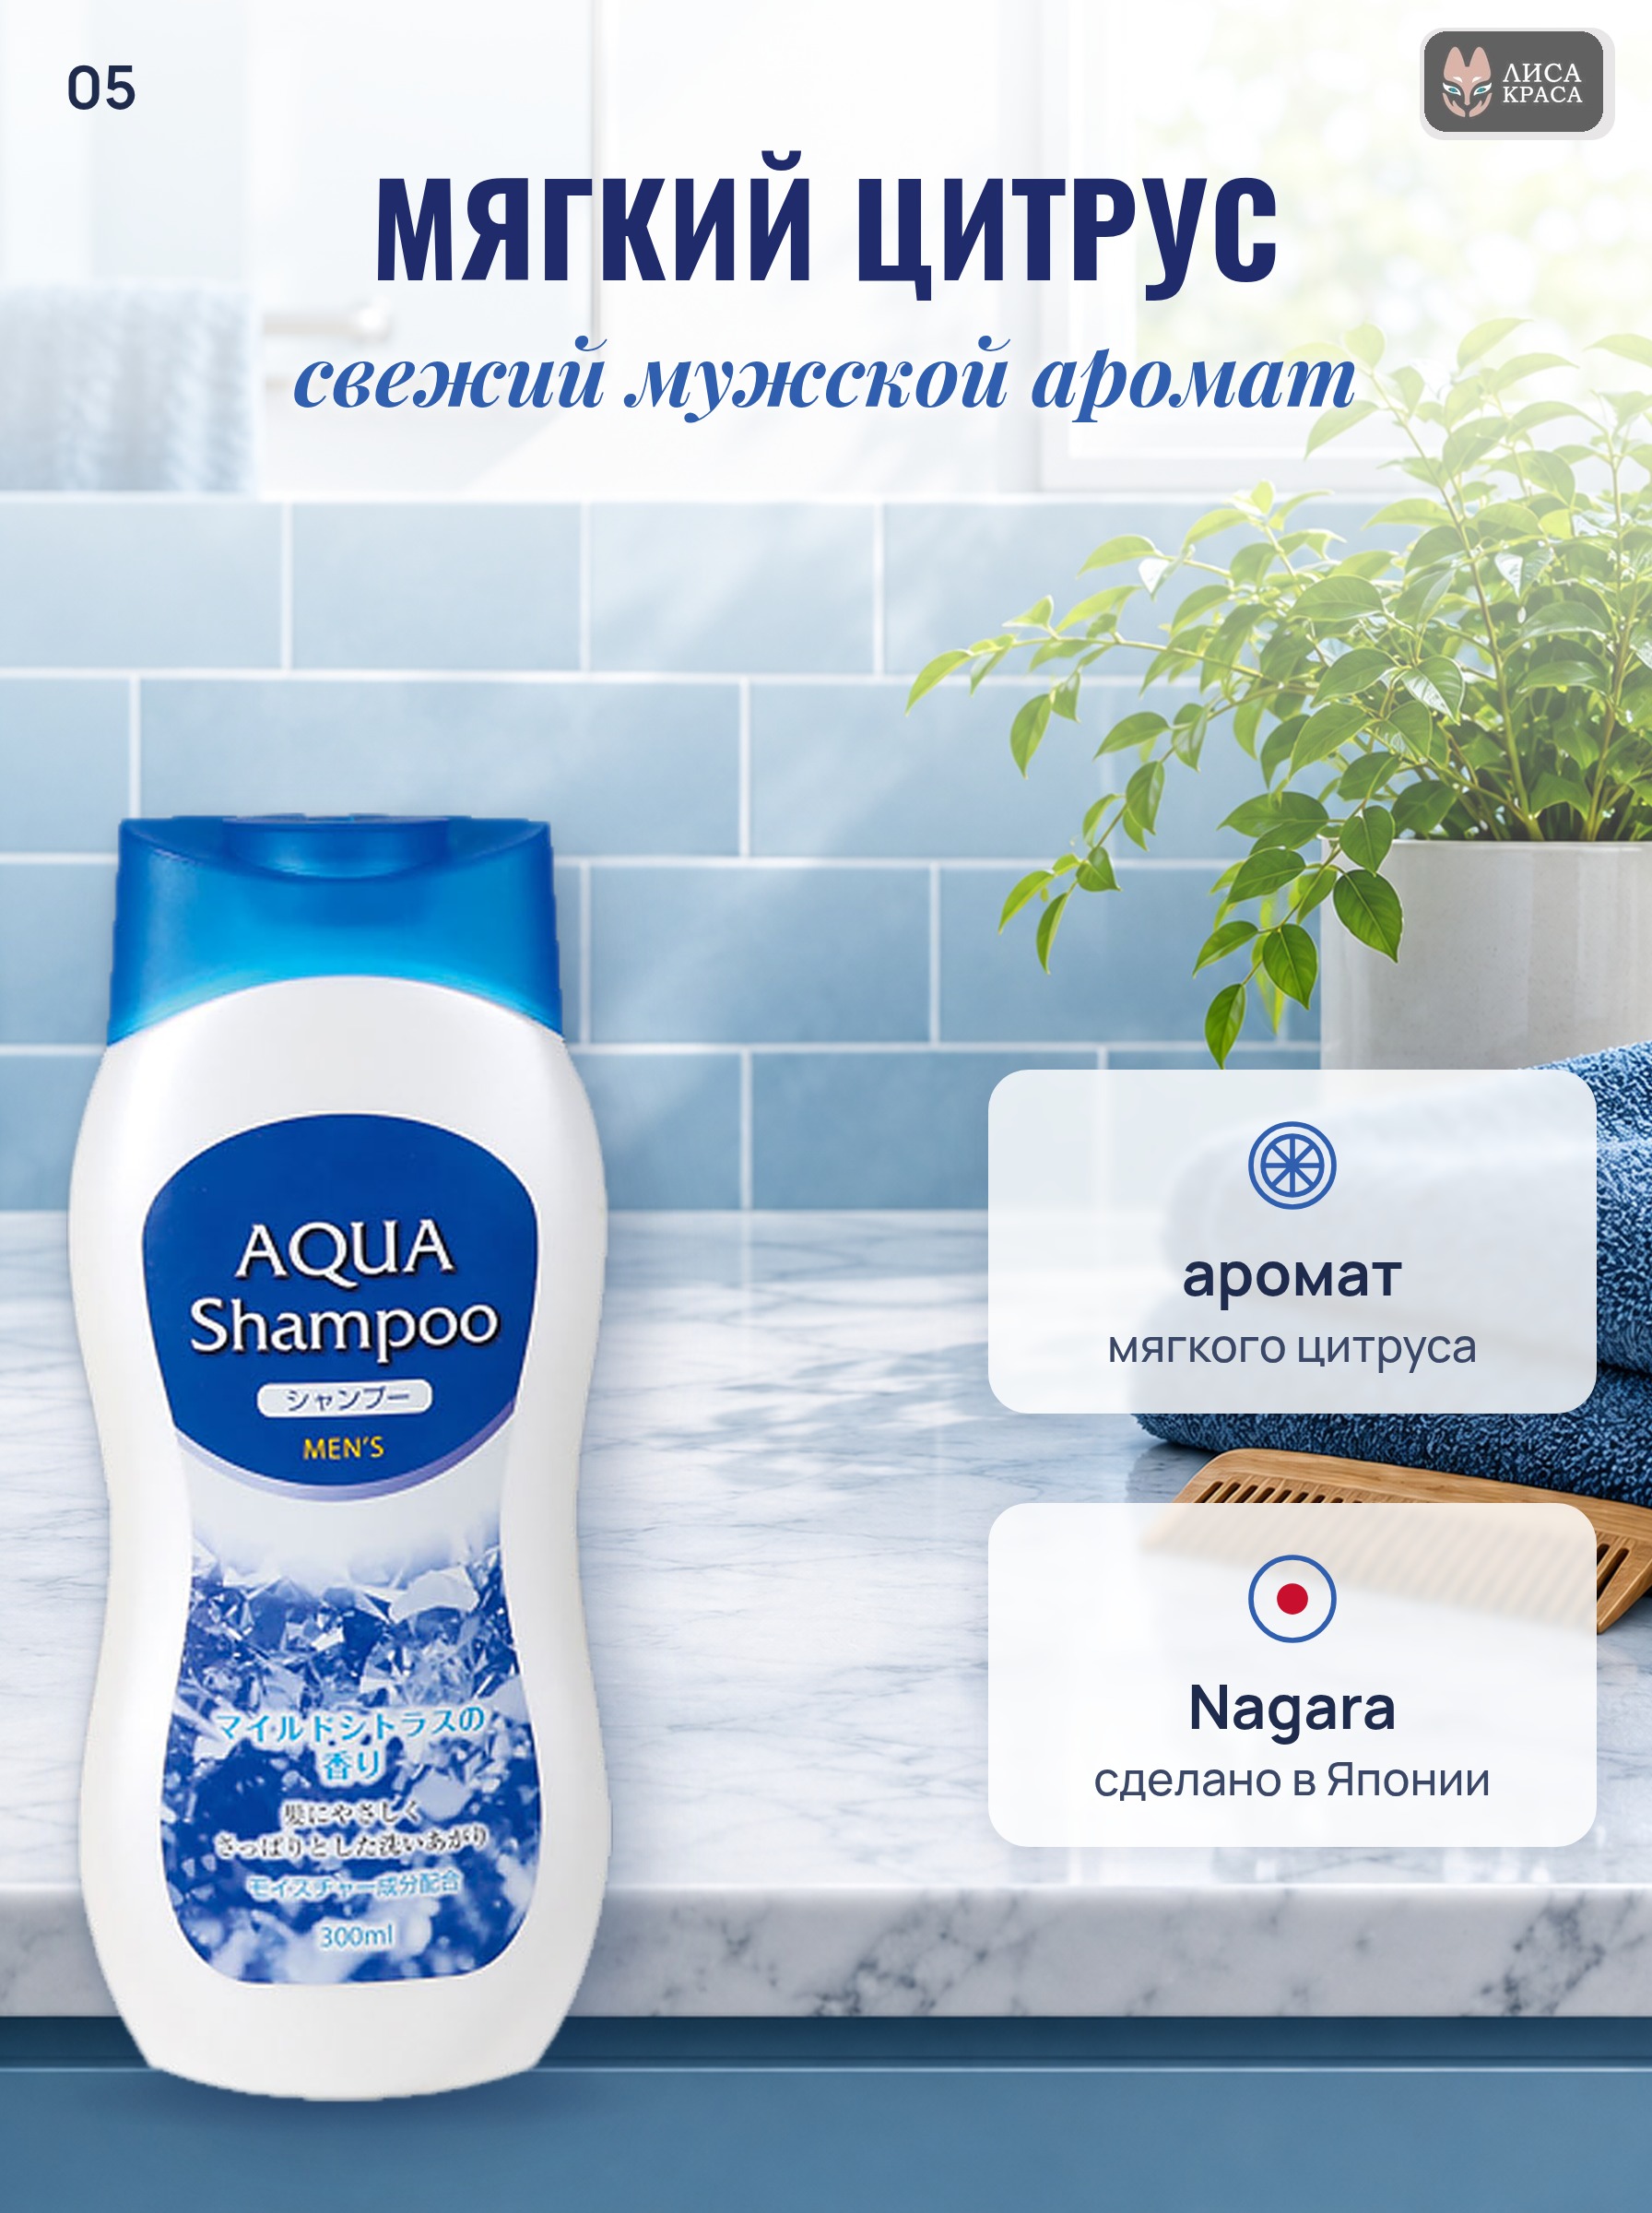 05
ЛИСА
КРАСА
МЯГКИЙ ЦИТРУС
свежий мужской аромат
AQUA
Shampoo
シャンプー
MEN'S
マイルドシトラスの
香り
髪にやさしく
さっぱりとした洗いあがり
モイスチャー成分配合
300ml
аромат
мягкого цитруса
Nagara
сделано в Японии